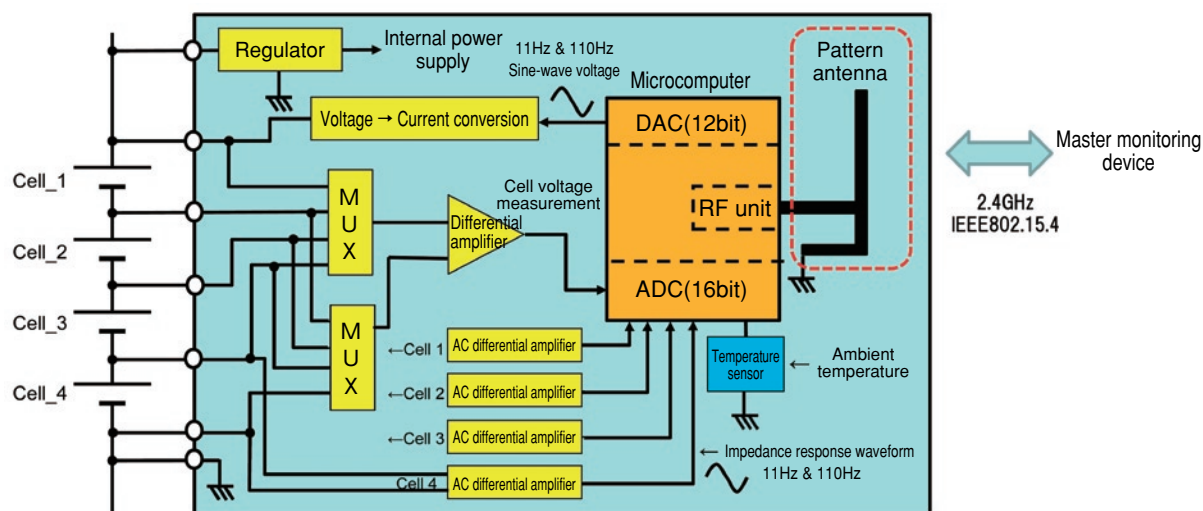 Regulator
Internal power
supply
11Hz & 110Hz
Sine-wave voltage
Microcomputer
Pattern
antenna
Voltage → Current conversion
DAC(12bit)
Master monitoring
device
Cell_1
MUX
Cell voltage
measurement
RF unit
2.4GHz
IEEE802.15.4
Differential
amplifier
Cell_2
ADC(16bit)
Cell_3
MUX
←Cell 1
AC differential amplifier
Temperature
sensor
← Ambient
temperature
Cell_4
←Cell 2
AC differential amplifier
←Cell 3
AC differential amplifier
← Impedance response waveform
11Hz & 110Hz
Cell 4
AC differential amplifier